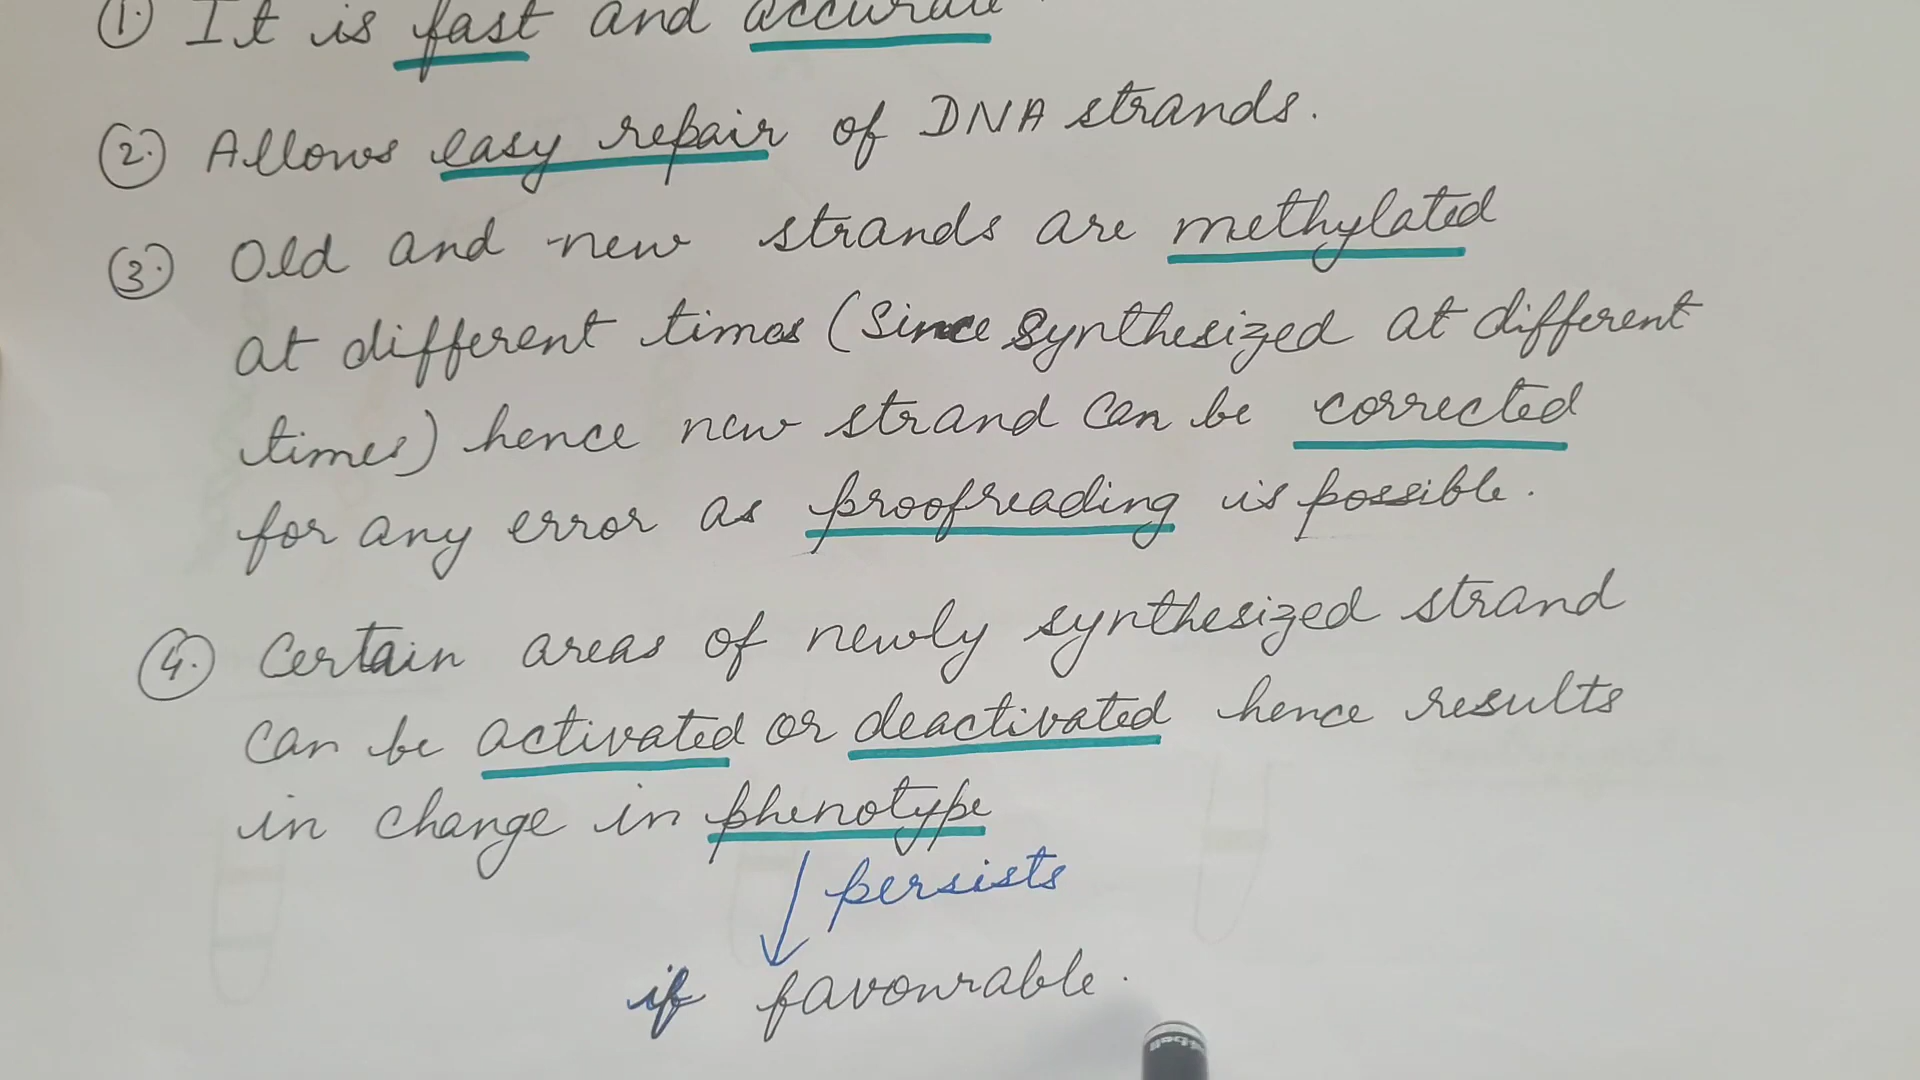 1. It is fast and accurate
2. Allows easy repair of DNA strands.
3. Old and new strands are methylated
at different times (Since Synthesized at different
times) hence new strand can be corrected
for any error as proofreading is possible.
4. Certain areas of newly synthesized strand
can be activated or deactivated hence results
in change in phenotype
persists
if favourable.